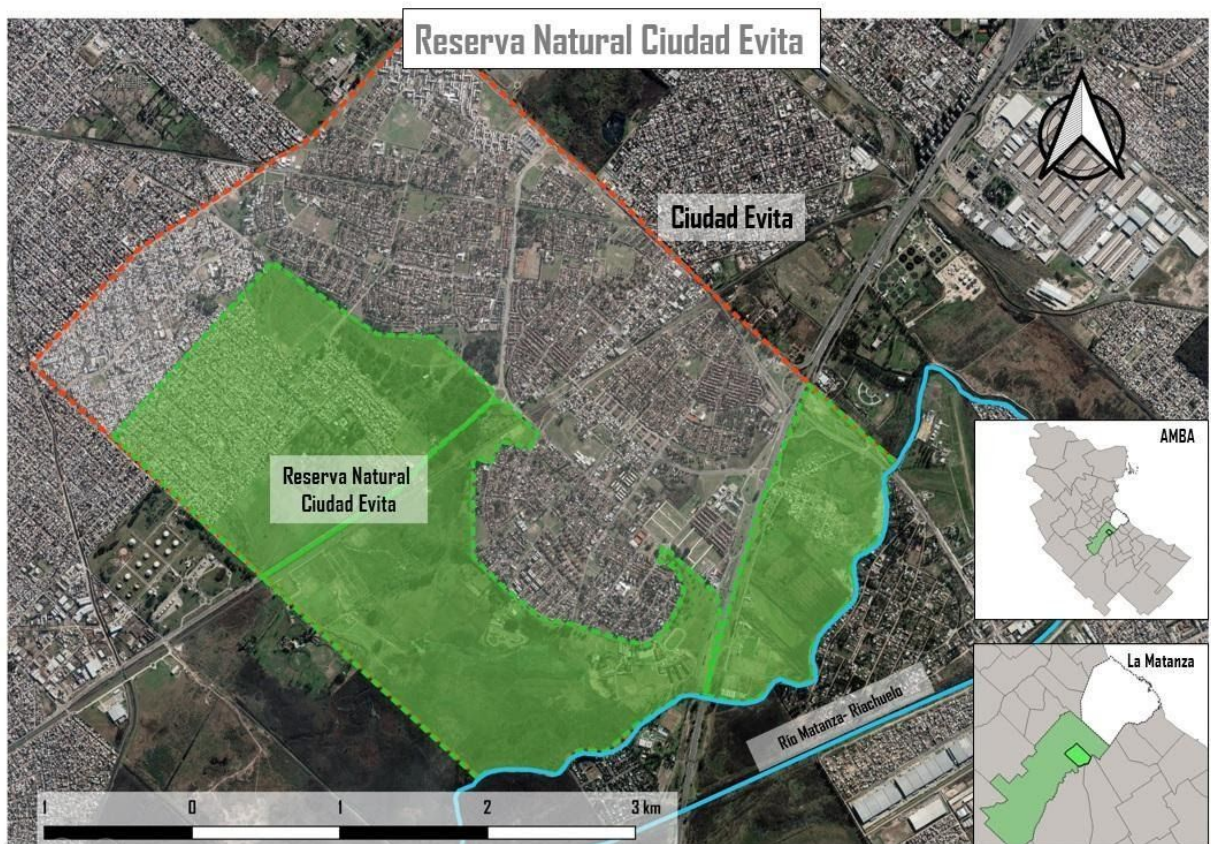 Reserva Natural Ciudad Evita
Ciudad Evita
Reserva Natural
Ciudad Evita
AMBA
La Matanza
Río Matanza- Riachuelo
1 0 1 2 3 km